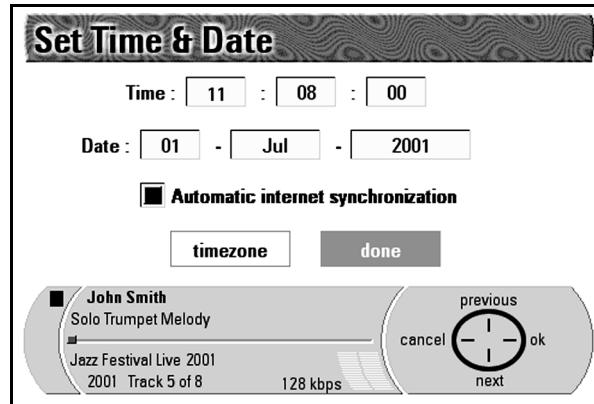 Set Time & Date
Time : 11 : 08 : 00
Date : 01 - Jul - 2001
Automatic internet synchronization
timezone done
John Smith
Solo Trumpet Melody
Jazz Festival Live 2001
2001 Track 5 of 8 128 kbps
previous
cancel ok
next